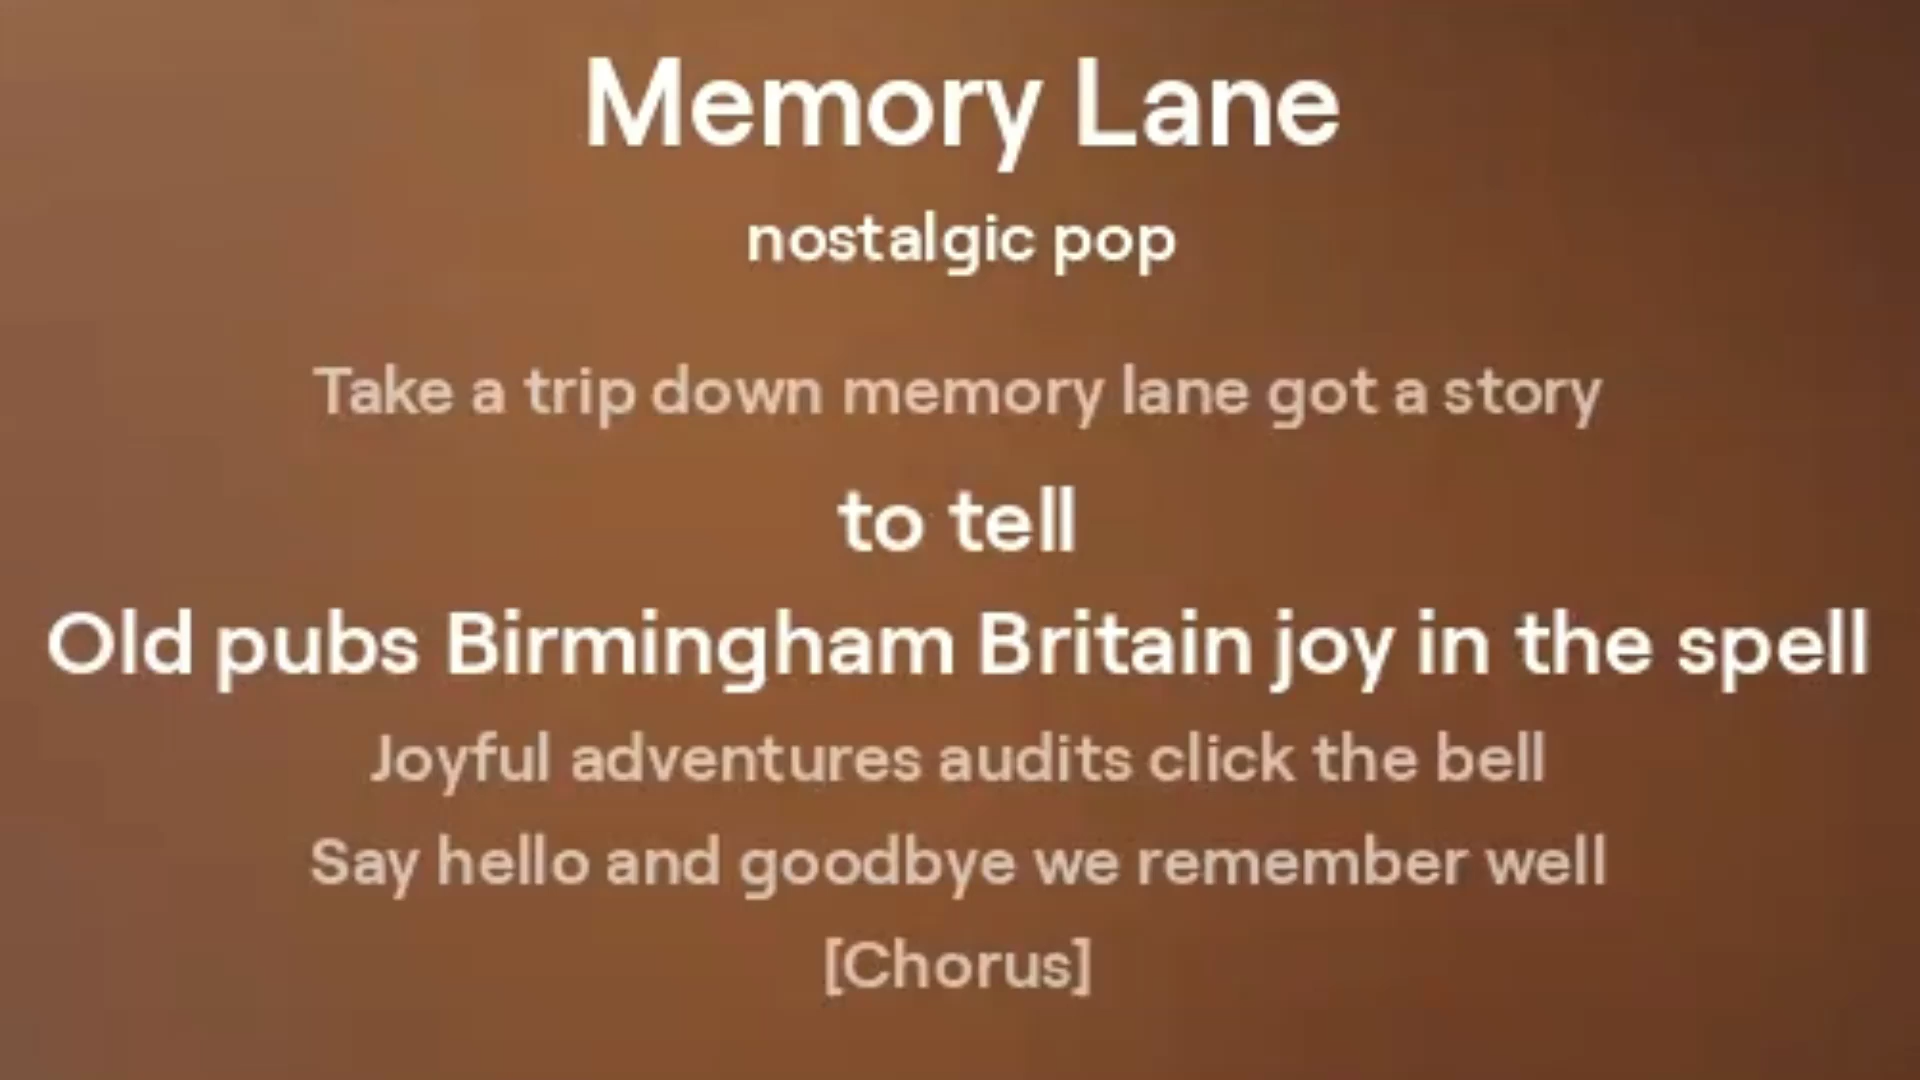 Memory Lane
nostalgic pop
Take a trip down memory lane got a story
to tell
Old pubs Birmingham Britain joy in the spell
Joyful adventures audits click the bell
Say hello and goodbye we remember well
[Chorus]